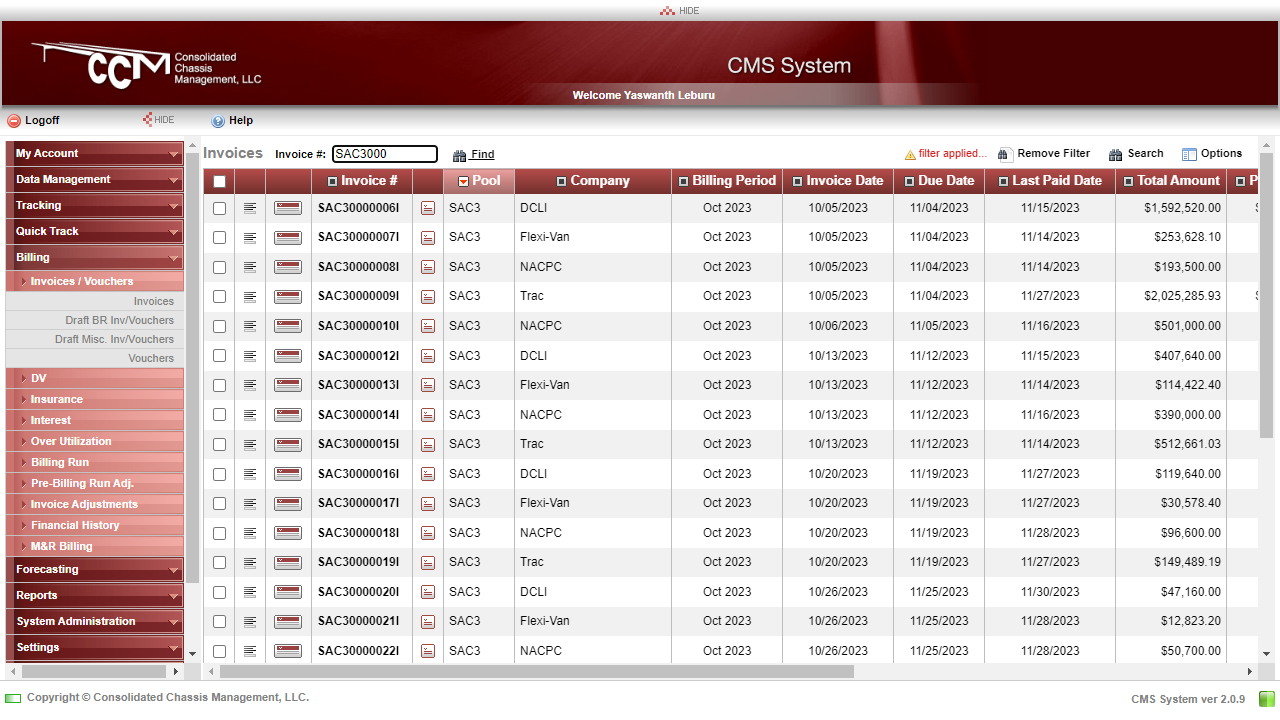 HIDE
CCM Consolidated
Chassis
Management, LLC
CMS System
Welcome Yaswanth Leburu
Logoff HIDE Help
My Account
Data Management
Tracking
Quick Track
Billing
Invoices / Vouchers
Invoices
Draft BR Inv/Vouchers
Draft Misc. Inv/Vouchers
Vouchers
DV
Insurance
Interest
Over Utilization
Billing Run
Pre-Billing Run Adj.
Invoice Adjustments
Financial History
M&R Billing
Forecasting
Reports
System Administration
Settings
Invoices Invoice #: SAC3000 Find filter applied... Remove Filter Search Options
Invoice # Pool Company Billing Period Invoice Date Due Date Last Paid Date Total Amount P
SAC30000006I SAC3 DCLI Oct 2023 10/05/2023 11/04/2023 11/15/2023 $1,592,520.00
SAC30000007I SAC3 Flexi-Van Oct 2023 10/05/2023 11/04/2023 11/14/2023 $253,628.10
SAC30000008I SAC3 NACPC Oct 2023 10/05/2023 11/04/2023 11/14/2023 $193,500.00
SAC30000009I SAC3 Trac Oct 2023 10/05/2023 11/04/2023 11/27/2023 $2,025,285.93
SAC30000010I SAC3 NACPC Oct 2023 10/06/2023 11/05/2023 11/16/2023 $501,000.00
SAC30000012I SAC3 DCLI Oct 2023 10/13/2023 11/12/2023 11/15/2023 $407,640.00
SAC30000013I SAC3 Flexi-Van Oct 2023 10/13/2023 11/12/2023 11/14/2023 $114,422.40
SAC30000014I SAC3 NACPC Oct 2023 10/13/2023 11/12/2023 11/16/2023 $390,000.00
SAC30000015I SAC3 Trac Oct 2023 10/13/2023 11/12/2023 11/14/2023 $512,661.03
SAC30000016I SAC3 DCLI Oct 2023 10/20/2023 11/19/2023 11/27/2023 $119,640.00
SAC30000017I SAC3 Flexi-Van Oct 2023 10/20/2023 11/19/2023 11/27/2023 $30,578.40
SAC30000018I SAC3 NACPC Oct 2023 10/20/2023 11/19/2023 11/28/2023 $96,600.00
SAC30000019I SAC3 Trac Oct 2023 10/20/2023 11/19/2023 11/27/2023 $149,489.19
SAC30000020I SAC3 DCLI Oct 2023 10/26/2023 11/25/2023 11/30/2023 $47,160.00
SAC30000021I SAC3 Flexi-Van Oct 2023 10/26/2023 11/25/2023 11/28/2023 $12,823.20
SAC30000022I SAC3 NACPC Oct 2023 10/26/2023 11/25/2023 11/28/2023 $50,700.00
Copyright © Consolidated Chassis Management, LLC. CMS System ver 2.0.9